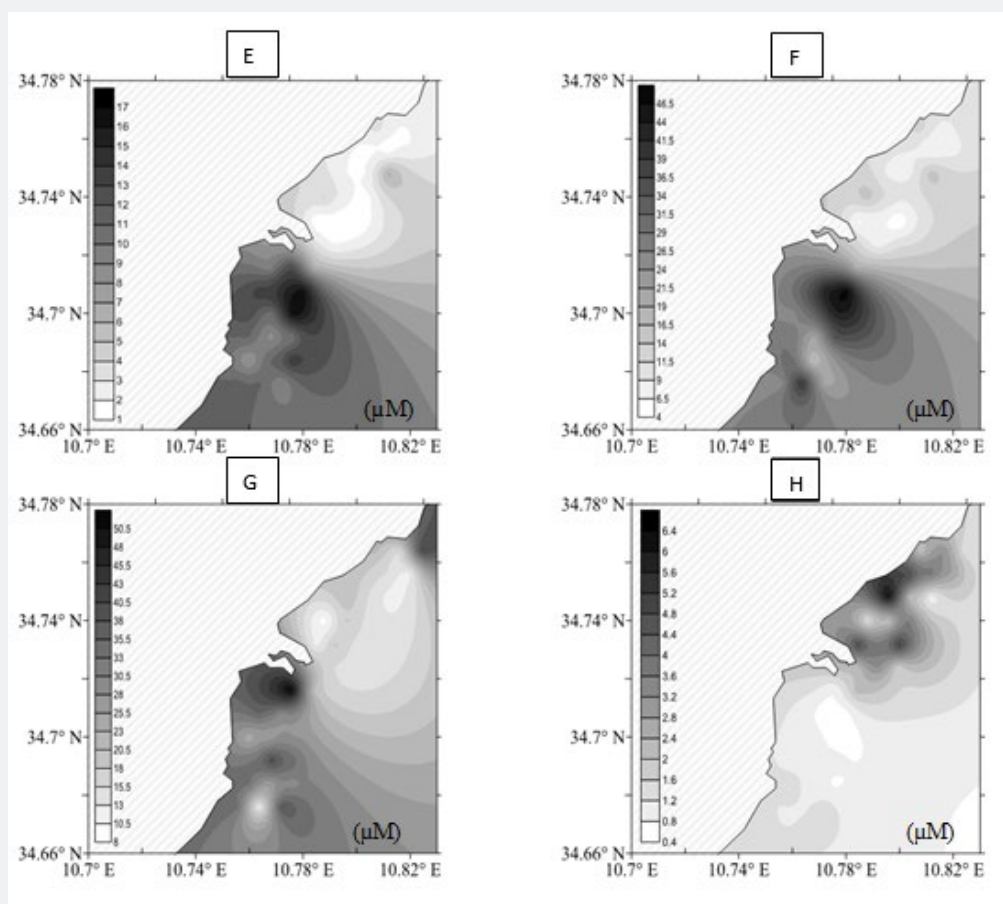 E
34.78° N
34.74° N
34.7° N
34.66° N
10.7° E 10.74° E 10.78° E 10.82° E
17
16
15
14
13
12
11
10
9
8
7
6
5
4
3
2
1
(µM)
F
34.78° N
34.74° N
34.7° N
34.66° N
10.7° E 10.74° E 10.78° E 10.82° E
46.5
44
41.5
39
36.5
34
31.5
29
26.5
24
21.5
19
16.5
14
11.5
9
6.5
4
(µM)
G
34.78° N
34.74° N
34.7° N
34.66° N
10.7° E 10.74° E 10.78° E 10.82° E
50.5
48
45.5
43
40.5
38
35.5
33
30.5
28
25.5
23
20.5
18
15.5
13
10.5
8
(µM)
H
34.78° N
34.74° N
34.7° N
34.66° N
10.7° E 10.74° E 10.78° E 10.82° E
6.4
6
5.6
5.2
4.8
4.4
4
3.6
3.2
2.8
2.4
2
1.6
1.2
0.8
0.4
(µM)